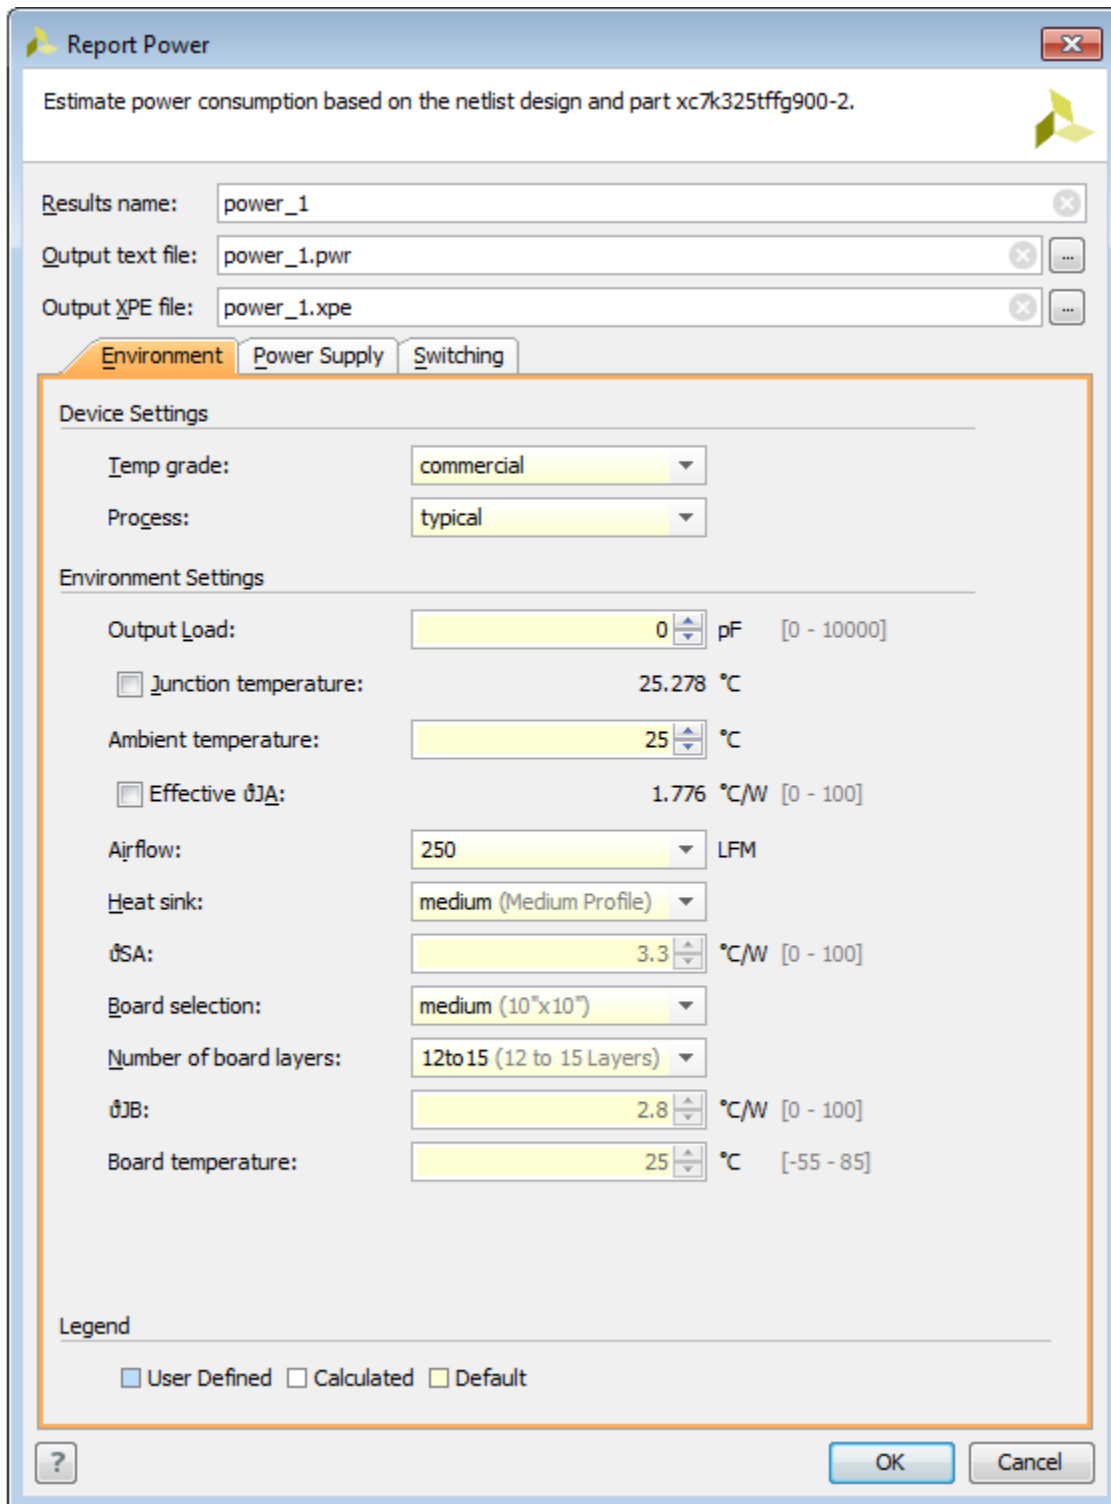 Report Power
Estimate power consumption based on the netlist design and part xc7k325tffg900-2.
Results name: power_1
Output text file: power_1.pwr ...
Output XPE file: power_1.xpe ...
Environment Power Supply Switching
Device Settings
Temp grade: commercial
Process: typical
Environment Settings
Output Load: 0 pF [0 - 10000]
Junction temperature: 25.278 °C
Ambient temperature: 25 °C
Effective ϑJA: 1.776 °C/W [0 - 100]
Airflow: 250 LFM
Heat sink: medium (Medium Profile)
ϑSA: 3.3 °C/W [0 - 100]
Board selection: medium (10"x10")
Number of board layers: 12to15 (12 to 15 Layers)
ϑJB: 2.8 °C/W [0 - 100]
Board temperature: 25 °C [-55 - 85]
Legend
User Defined Calculated Default
? OK Cancel